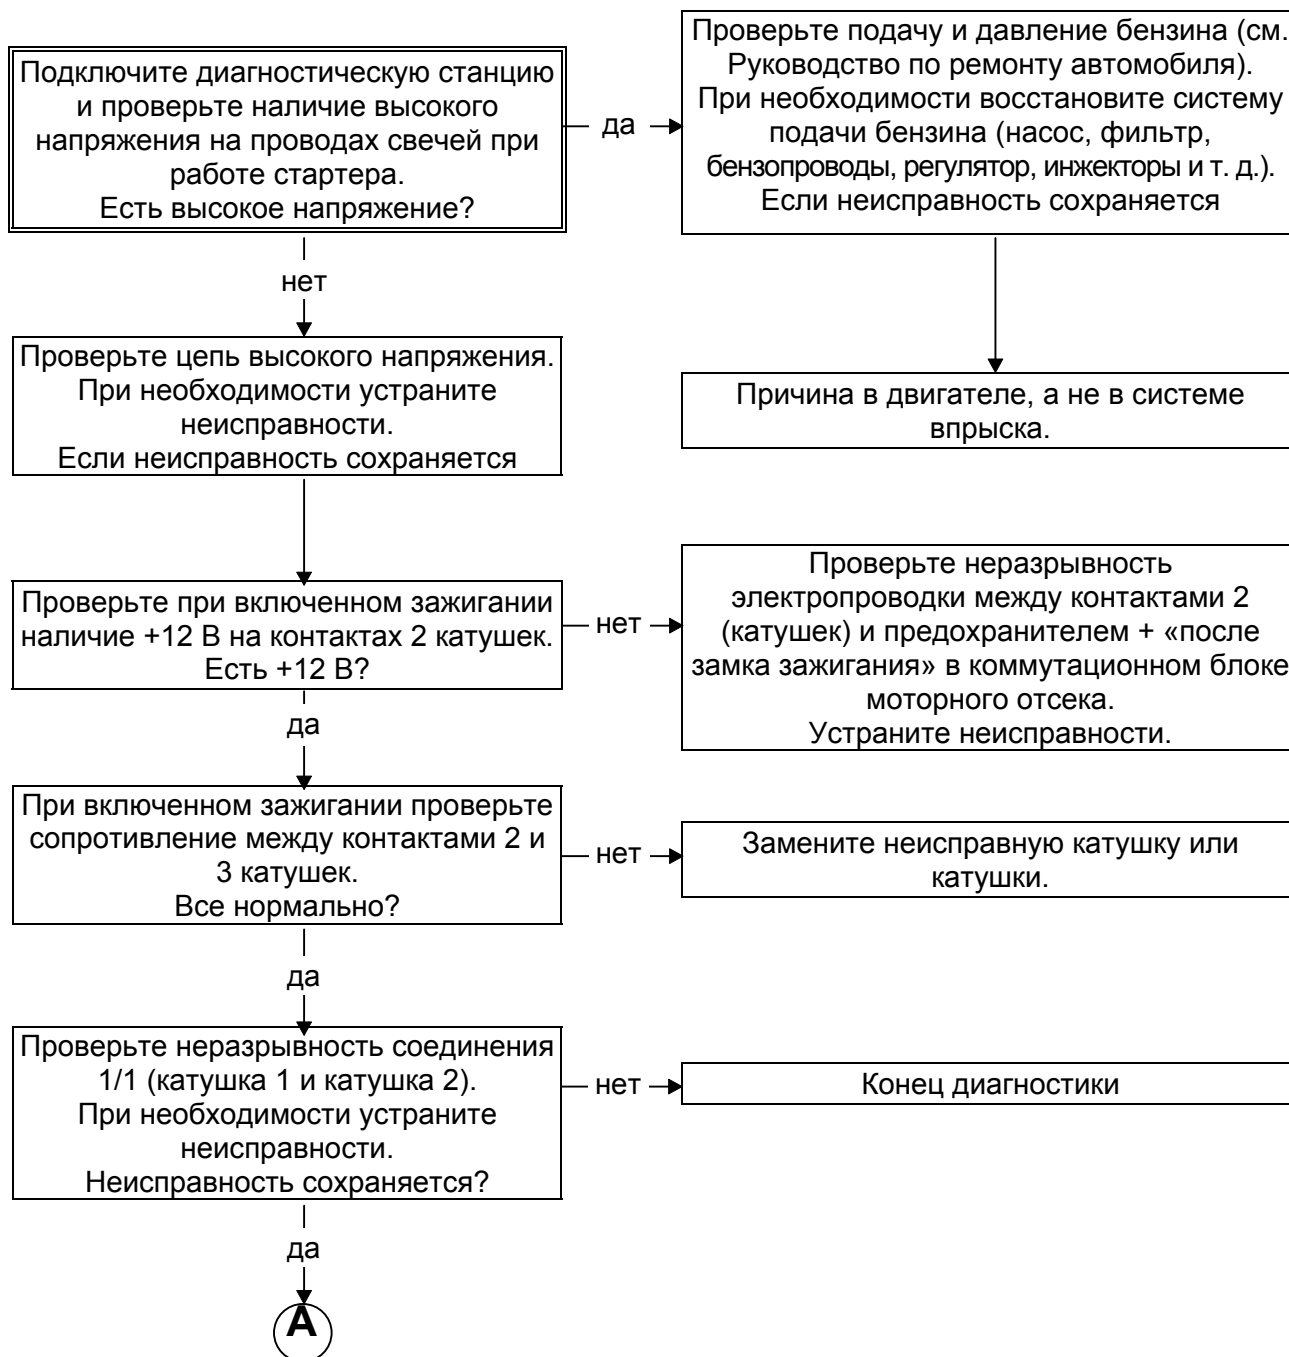 Подключите диагностическую станцию
и проверьте наличие высокого
напряжения на проводах свечей при
работе стартера.
Есть высокое напряжение?
да
Проверьте подачу и давление бензина (см.
Руководство по ремонту автомобиля).
При необходимости восстановите систему
подачи бензина (насос, фильтр,
бензопроводы, регулятор, инжекторы и т. д.).
Если неисправность сохраняется
нет
Проверьте цепь высокого напряжения.
При необходимости устраните
неисправности.
Если неисправность сохраняется
Причина в двигателе, а не в системе
впрыска.
Проверьте при включенном зажигании
наличие +12 В на контактах 2 катушек.
Есть +12 В?
нет
Проверьте неразрывность
электропроводки между контактами 2
(катушек) и предохранителем + «после
замка зажигания» в коммутационном блоке
моторного отсека.
Устраните неисправности.
да
При включенном зажигании проверьте
сопротивление между контактами 2 и
3 катушек.
Все нормально?
нет
Замените неисправную катушку или
катушки.
да
Проверьте неразрывность соединения
1/1 (катушка 1 и катушка 2).
При необходимости устраните
неисправности.
Неисправность сохраняется?
нет
Конец диагностики
да
А